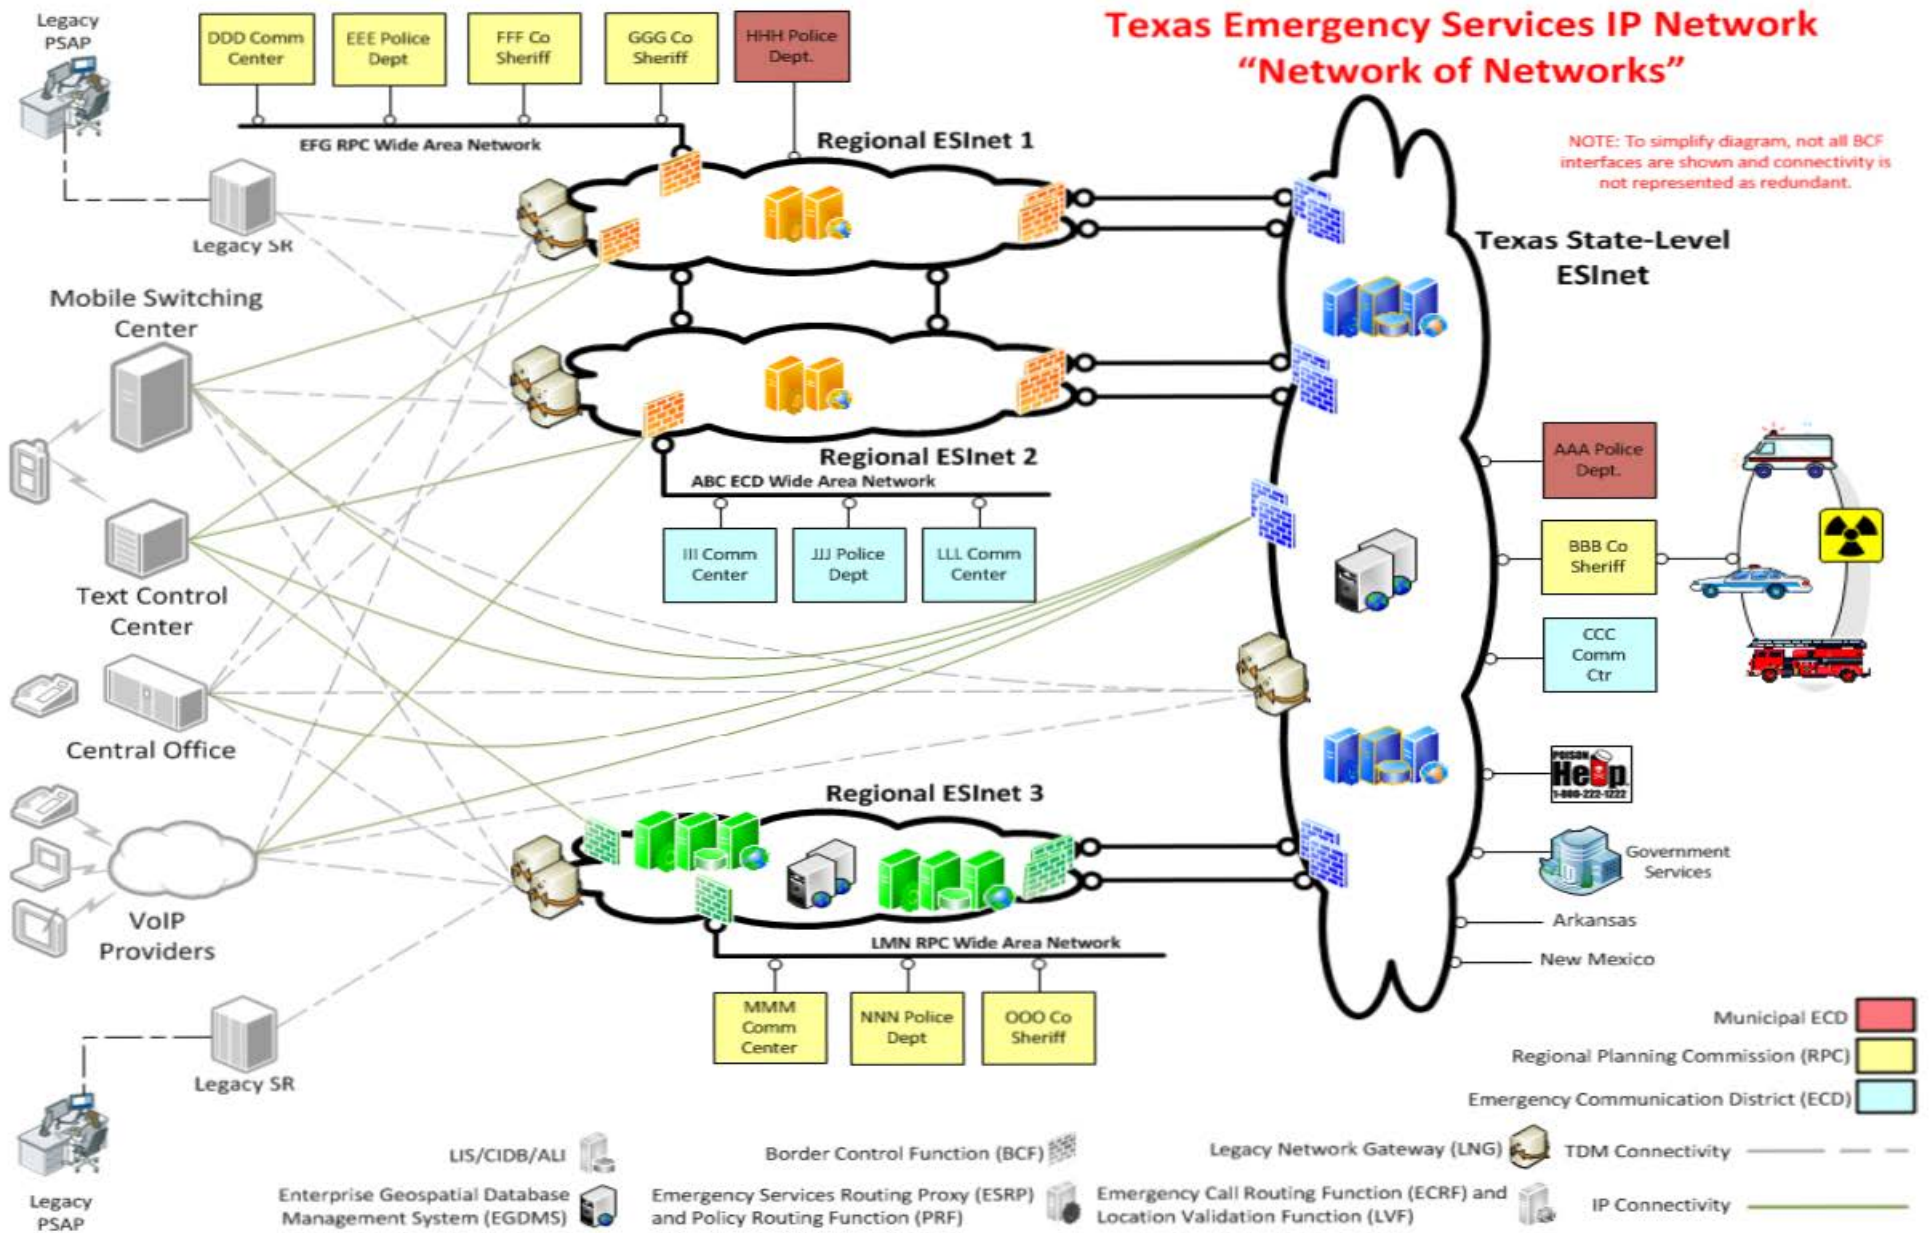 Texas Emergency Services IP Network
“Network of Networks”
NOTE: To simplify diagram, not all BCF
interfaces are shown and connectivity is
not represented as redundant.
Legacy
PSAP
DDD Comm
Center
EEE Police
Dept
FFF Co
Sheriff
GGG Co
Sheriff
HHH Police
Dept.
EFG RPC Wide Area Network
Regional ESInet 1
Legacy SR
Texas State-Level
ESInet
Mobile Switching
Center
Regional ESInet 2
ABC ECD Wide Area Network
III Comm
Center
JJJ Police
Dept
LLL Comm
Center
AAA Police
Dept.
BBB Co
Sheriff
CCC
Comm
Ctr
Text Control
Center
Central Office
POISON
Help
1-800-222-1222
Regional ESInet 3
Government
Services
VoIP
Providers
LMN RPC Wide Area Network
Arkansas
New Mexico
MMM
Comm
Center
NNN Police
Dept
OOO Co
Sheriff
Legacy SR
Legacy
PSAP
Municipal ECD
Regional Planning Commission (RPC)
Emergency Communication District (ECD)
LIS/CIDB/ALI
Border Control Function (BCF)
Legacy Network Gateway (LNG)
TDM Connectivity
Enterprise Geospatial Database
Management System (EGDMS)
Emergency Services Routing Proxy (ESRP)
and Policy Routing Function (PRF)
Emergency Call Routing Function (ECRF) and
Location Validation Function (LVF)
IP Connectivity